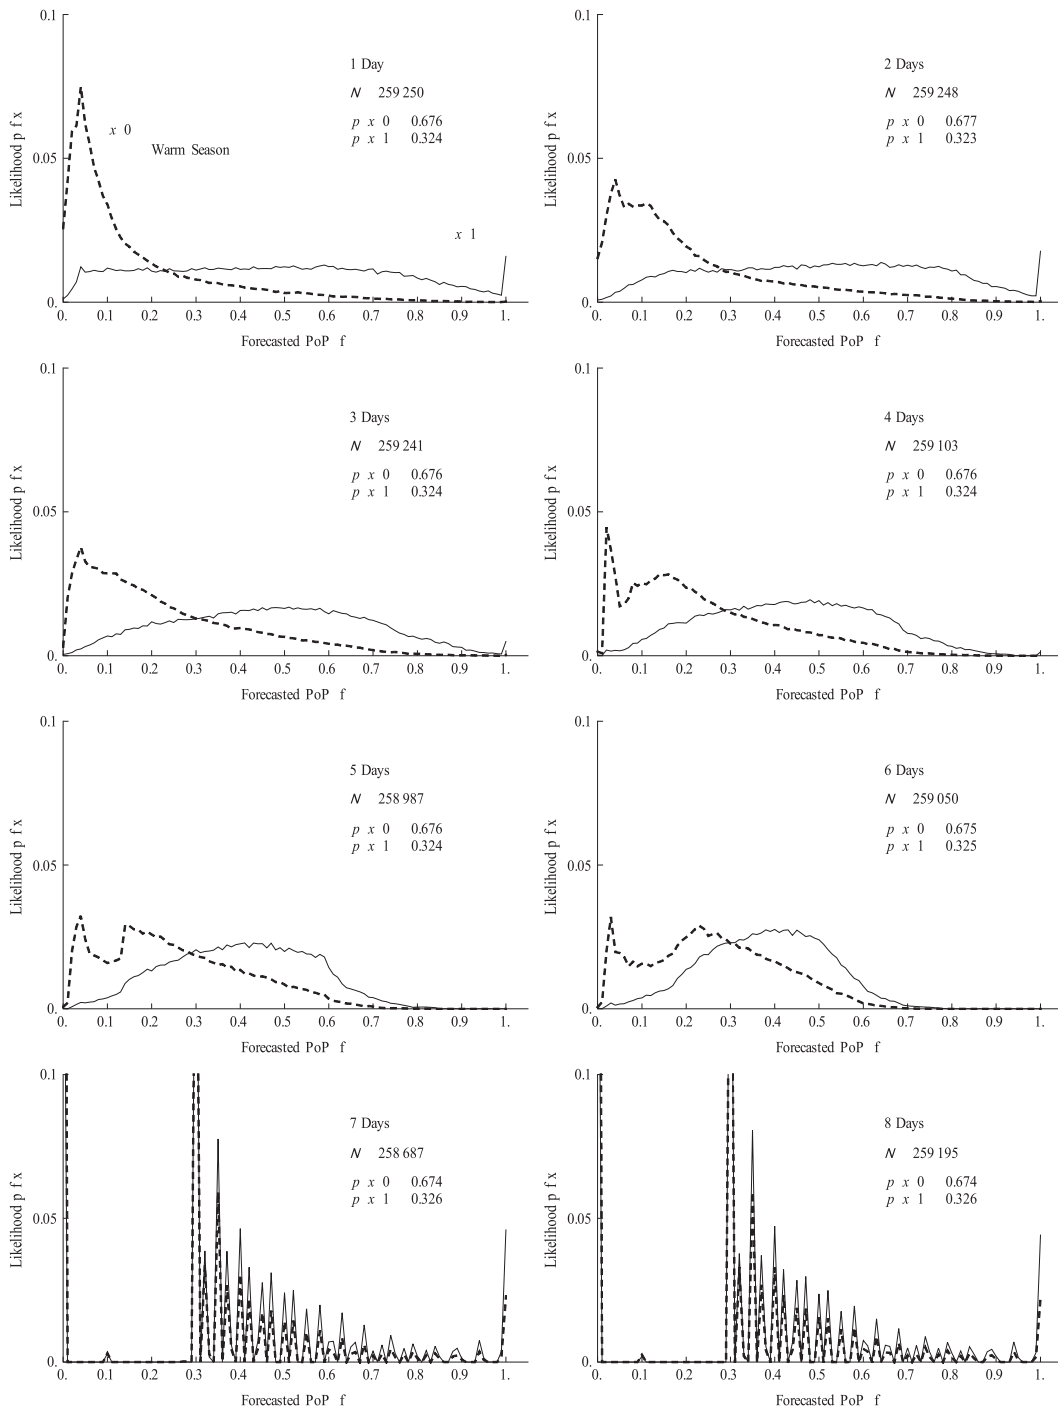 0.1
1 Day
N 259 250
p x 0 0.676
p x 1 0.324
x 0
Warm Season
x 1
0.05
0.
Likelihood p f x
0. 0.1 0.2 0.3 0.4 0.5 0.6 0.7 0.8 0.9 1.
Forecasted PoP f
0.1
2 Days
N 259 248
p x 0 0.677
p x 1 0.323
0.05
0.
Likelihood p f x
0. 0.1 0.2 0.3 0.4 0.5 0.6 0.7 0.8 0.9 1.
Forecasted PoP f
0.1
3 Days
N 259 241
p x 0 0.676
p x 1 0.324
0.05
0.
Likelihood p f x
0. 0.1 0.2 0.3 0.4 0.5 0.6 0.7 0.8 0.9 1.
Forecasted PoP f
0.1
4 Days
N 259 103
p x 0 0.676
p x 1 0.324
0.05
0.
Likelihood p f x
0. 0.1 0.2 0.3 0.4 0.5 0.6 0.7 0.8 0.9 1.
Forecasted PoP f
0.1
5 Days
N 258 987
p x 0 0.676
p x 1 0.324
0.05
0.
Likelihood p f x
0. 0.1 0.2 0.3 0.4 0.5 0.6 0.7 0.8 0.9 1.
Forecasted PoP f
0.1
6 Days
N 259 050
p x 0 0.675
p x 1 0.325
0.05
0.
Likelihood p f x
0. 0.1 0.2 0.3 0.4 0.5 0.6 0.7 0.8 0.9 1.
Forecasted PoP f
0.1
7 Days
N 258 687
p x 0 0.674
p x 1 0.326
0.05
0.
Likelihood p f x
0. 0.1 0.2 0.3 0.4 0.5 0.6 0.7 0.8 0.9 1.
Forecasted PoP f
0.1
8 Days
N 259 195
p x 0 0.674
p x 1 0.326
0.05
0.
Likelihood p f x
0. 0.1 0.2 0.3 0.4 0.5 0.6 0.7 0.8 0.9 1.
Forecasted PoP f